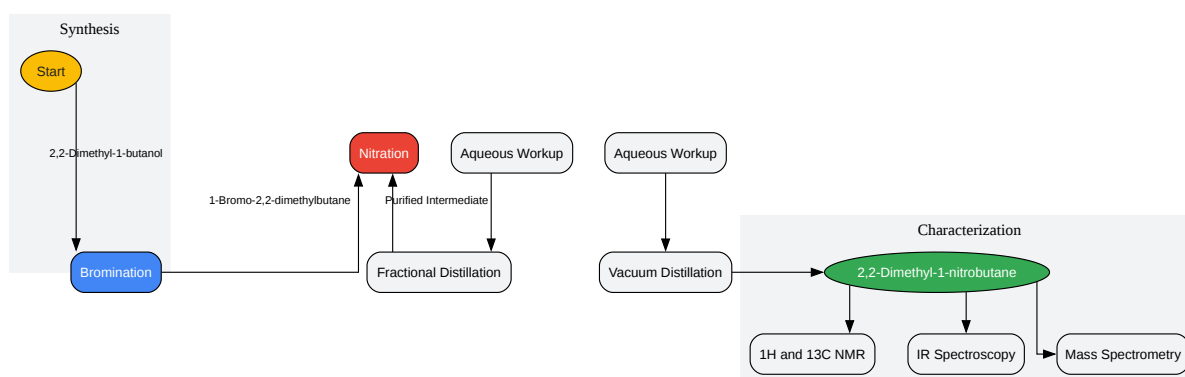 Synthesis
Start
2,2-Dimethyl-1-butanol
Nitration
Aqueous Workup
Aqueous Workup
1-Bromo-2,2-dimethylbutane
Purified Intermediate
Characterization
Bromination
Fractional Distillation
Vacuum Distillation
2,2-Dimethyl-1-nitrobutane
1H and 13C NMR
IR Spectroscopy
Mass Spectrometry